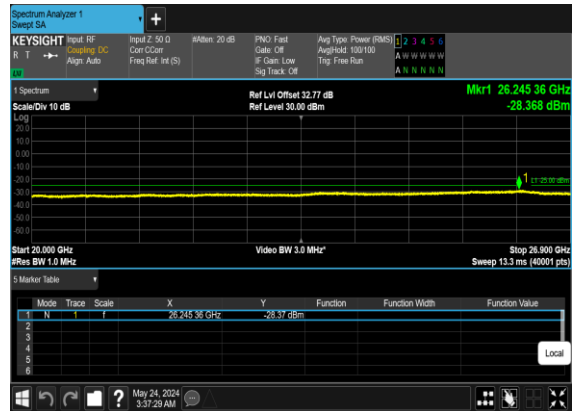 Spectrum Analyzer 1
Swept SA
+
KEYSIGHT Input: RF Input Z: 50 Ω #Atten: 20 dB PNO: Fast Avg Type: Power (RMS) 1 2 3 4 5 6
R T Coupling: DC Corr CCorr Gate: Off Avg|Hold: 100/100 A W W W W W
Align: Auto Freq Ref: Int (S) IF Gain: Low Trig: Free Run
Sig Track: Off A N N N N N
1 Spectrum Ref Lvl Offset 32.77 dB Mkr1 26.245 36 GHz
Scale/Div 10 dB Ref Level 30.00 dBm -28.368 dBm
Log
20.0
10.0
0.00
-10.0
-20.0
1 L1 -25.00 dBm
-30.0
-40.0
-50.0
-60.0
Start 20.000 GHz Video BW 3.0 MHz* Stop 26.900 GHz
#Res BW 1.0 MHz Sweep 13.3 ms (40001 pts)
5 Marker Table
Mode Trace Scale X Y Function Function Width Function Value
1 N 1 f 26.245 36 GHz -28.37 dBm
2
3
4
5
6
Local
? May 24, 2024
3:37:29 AM